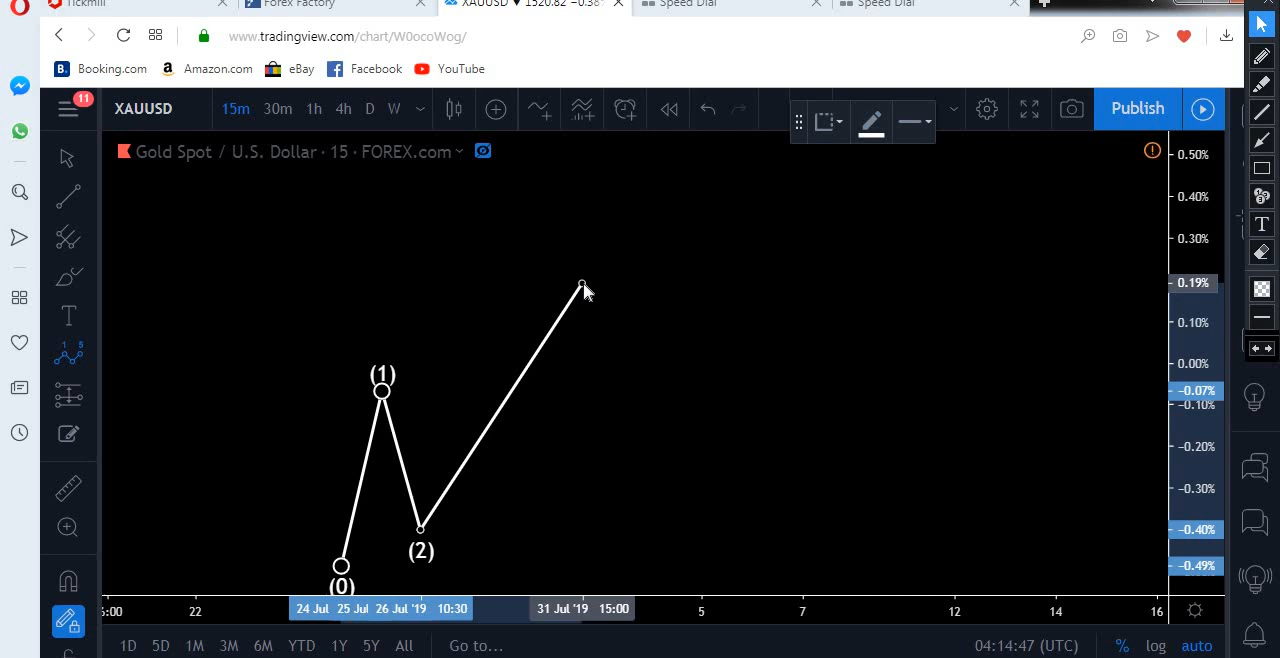 Tickmill
Forex Factory
XAUUSD ▼ 1520.82 −0.38
Speed Dial
Speed Dial
www.tradingview.com/chart/W0ocoWog/
B. Booking.com
a Amazon.com
eBay
Facebook
YouTube
11
XAUUSD
15m 30m 1h 4h D W
Publish
Gold Spot / U.S. Dollar · 15 · FOREX.com
0.50%
0.40%
0.30%
0.19%
0.10%
0.00%
−0.07%
−0.10%
−0.20%
−0.30%
−0.40%
−0.49%
(1)
(2)
(0)
T
1 5
T
:00
22
24 Jul
25 Jul
26 Jul '19 10:30
31 Jul '19 15:00
5
7
12
14
16
1D 5D 1M 3M 6M YTD 1Y 5Y All
Go to...
04:14:47 (UTC)
% log auto